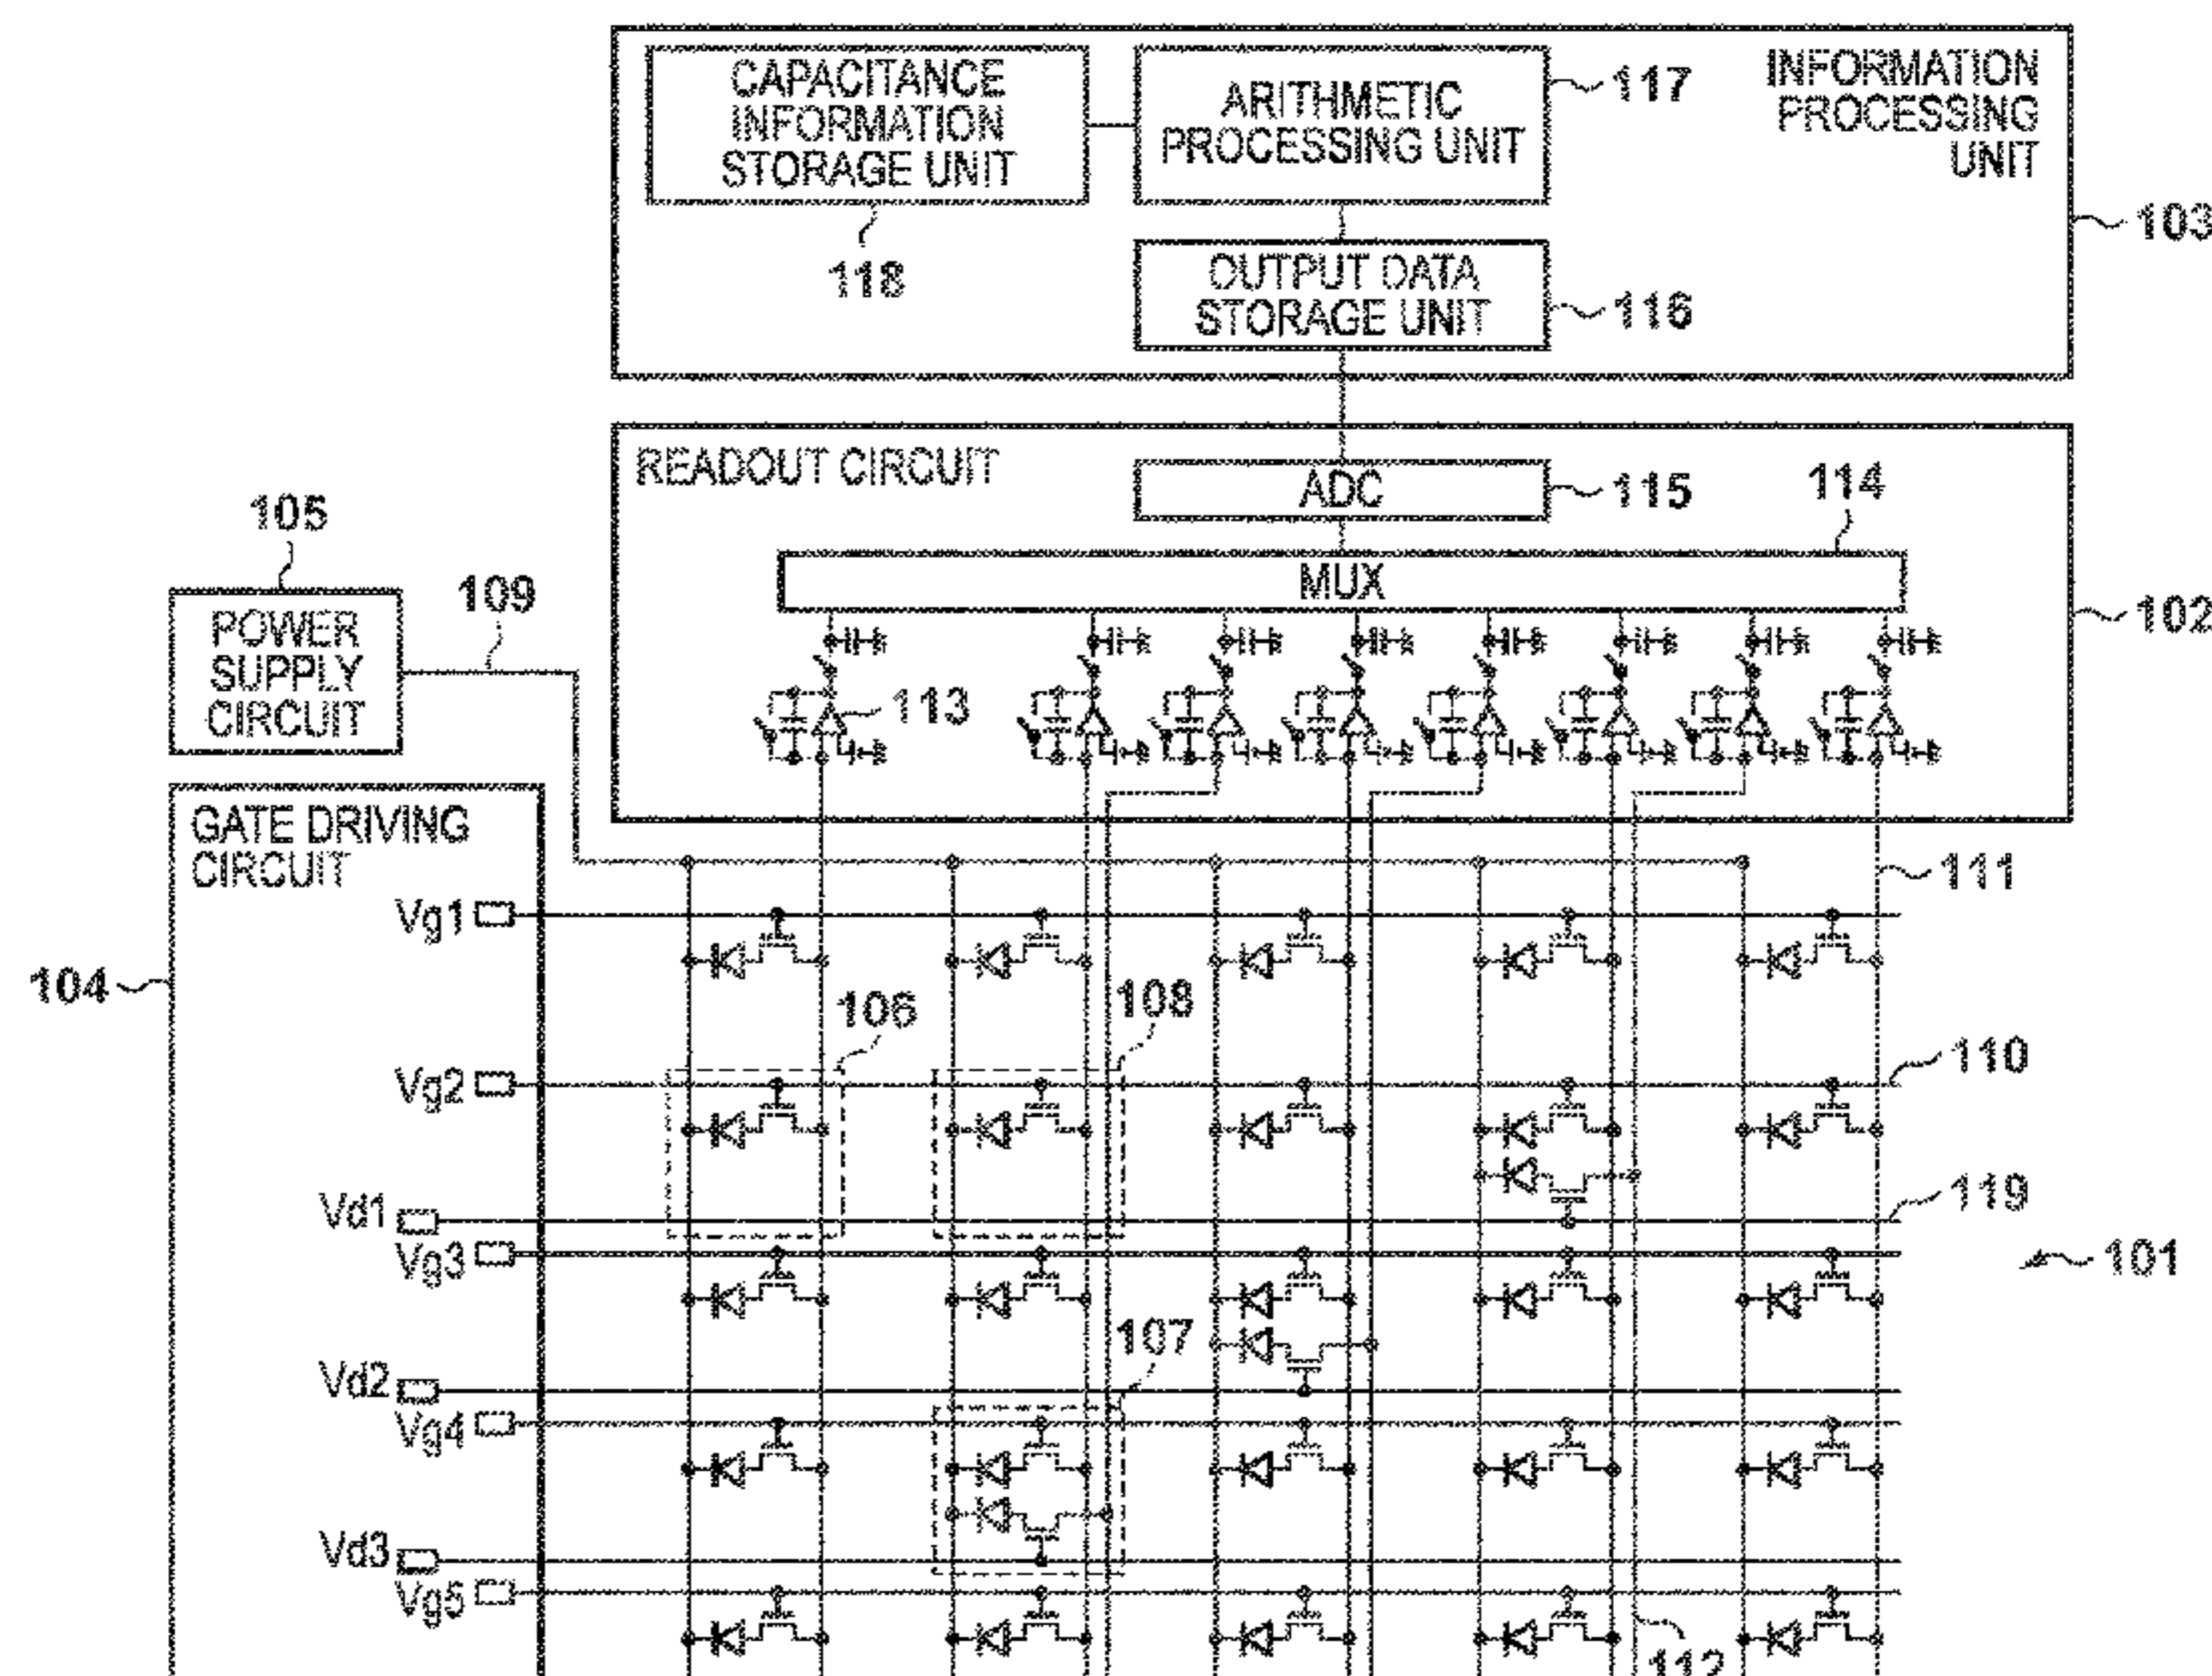 CAPACITANCE
INFORMATION
STORAGE UNIT
118
ARITHMETIC
PROCESSING UNIT
117
INFORMATION
PROCESSING
UNIT
103
OUTPUT DATA
STORAGE UNIT
116
READOUT CIRCUIT
ADC
115
114
MUX
102
113
105
POWER
SUPPLY
CIRCUIT
109
GATE DRIVING
CIRCUIT
104
111
Vg1
106
108
Vg2
110
Vd1
119
Vg3
101
107
Vd2
Vg4
Vd3
Vg5
112